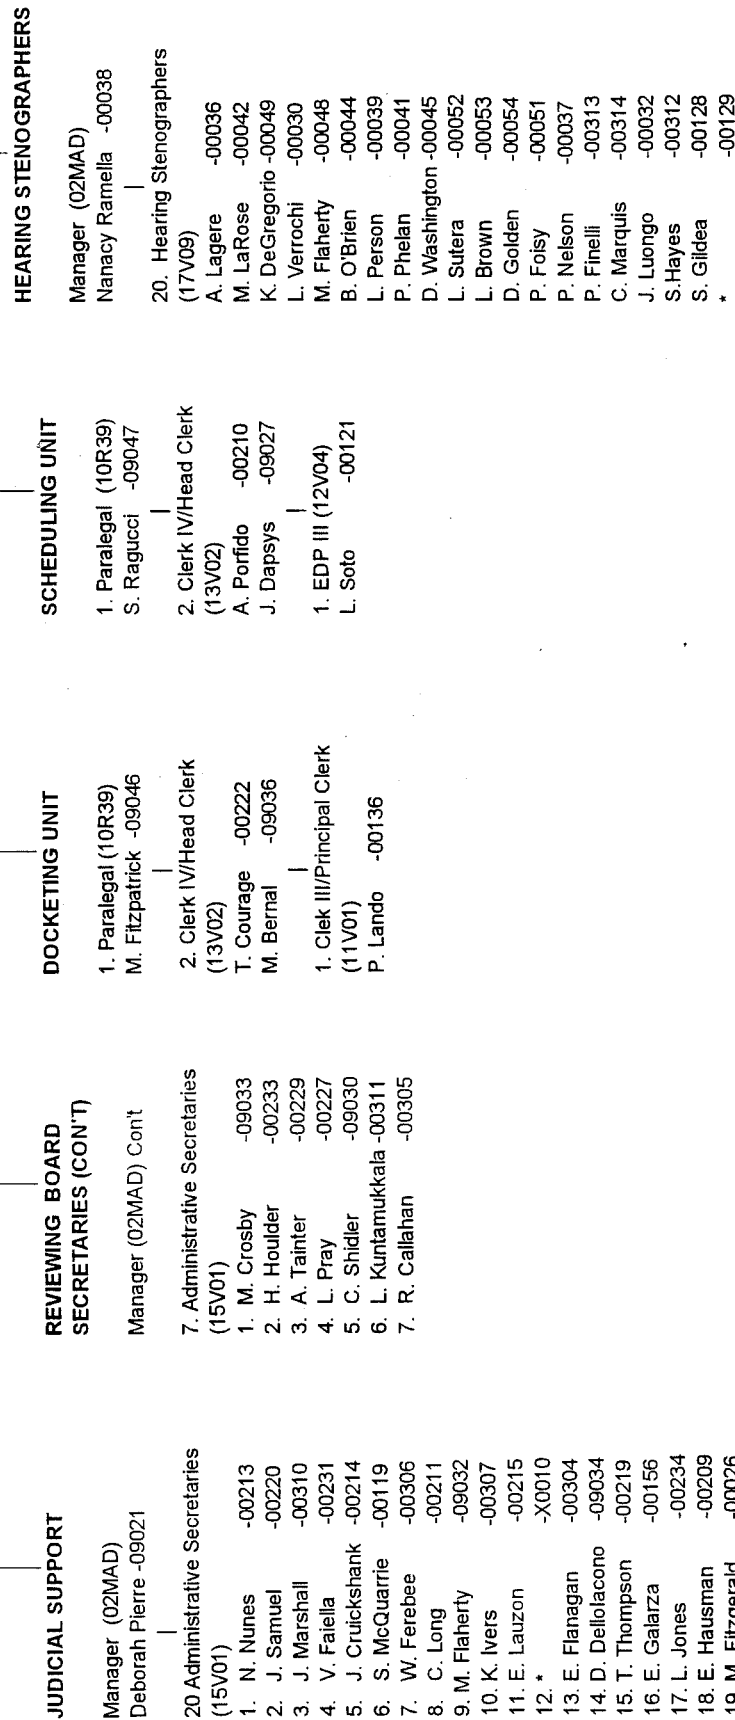 JUDICIAL SUPPORT
Manager (02MAD)
Deborah Pierre -09021
20 Administrative Secretaries
(15V01)
1. N. Nunes -00213
2. J. Samuel -00220
3. J. Marshall -00310
4. V. Faiella -00231
5. J. Cruickshank -00214
6. S. McQuarrie -00119
7. W. Ferebee -00306
8. C. Long -00211
9. M. Flaherty -09032
10. K. Ivers -00307
11. E. Lauzon -00215
12. * -X0010
13. E. Flanagan -00304
14. D. Dellolacono -09034
15. T. Thompson -00219
16. E. Galarza -00156
17. L. Jones -00234
18. E. Hausman -00209
19. M. Fitzgerald -00026
REVIEWING BOARD
SECRETARIES (CON'T)
Manager (02MAD) Con't
7. Administrative Secretaries
(15V01)
1. M. Crosby -09033
2. H. Houlder -00233
3. A. Tainter -00229
4. L. Pray -00227
5. C. Shidler -09030
6. L. Kuntamukkala -00311
7. R. Callahan -00305
DOCKETING UNIT
1. Paralegal (10R39)
M. Fitzpatrick -09046
2. Clerk IV/Head Clerk
(13V02)
T. Courage -00222
M. Bernal -09036
1. Clek III/Principal Clerk
(11V01)
P. Lando -00136
SCHEDULING UNIT
1. Paralegal (10R39)
S. Ragucci -09047
2. Clerk IV/Head Clerk
(13V02)
A. Porfido -00210
J. Dapsys -09027
1. EDP III (12V04)
L. Soto -00121
HEARING STENOGRAPHERS
Manager (02MAD)
Nanacy Ramella -00038
20. Hearing Stenographers
(17V09)
A. Lagere -00036
M. LaRose -00042
K. DeGregorio -00049
L. Verrochi -00030
M. Flaherty -00048
B. O'Brien -00044
L. Person -00039
P. Phelan -00041
D. Washington -00045
L. Sutera -00052
L. Brown -00053
D. Golden -00054
P. Foisy -00051
P. Nelson -00037
P. Finelli -00313
C. Marquis -00314
J. Luongo -00032
S.Hayes -00312
S. Gildea -00128
* -00129